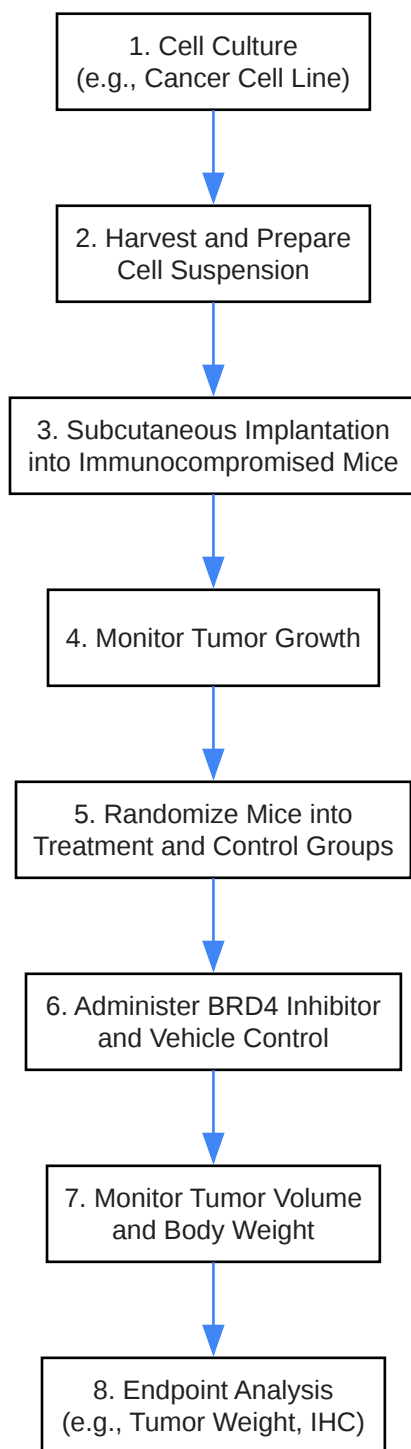 1. Cell Culture
(e.g., Cancer Cell Line)
2. Harvest and Prepare
Cell Suspension
3. Subcutaneous Implantation
into Immunocompromised Mice
4. Monitor Tumor Growth
5. Randomize Mice into
Treatment and Control Groups
6. Administer BRD4 Inhibitor
and Vehicle Control
7. Monitor Tumor Volume
and Body Weight
8. Endpoint Analysis
(e.g., Tumor Weight, IHC)